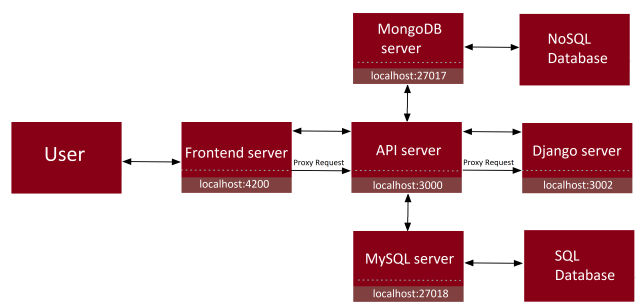 MongoDB
server
localhost:27017
NoSQL
Database
User
Frontend server
localhost:4200
Proxy Request
API server
localhost:3000
Proxy Request
Django server
localhost:3002
MySQL server
localhost:27018
SQL
Database